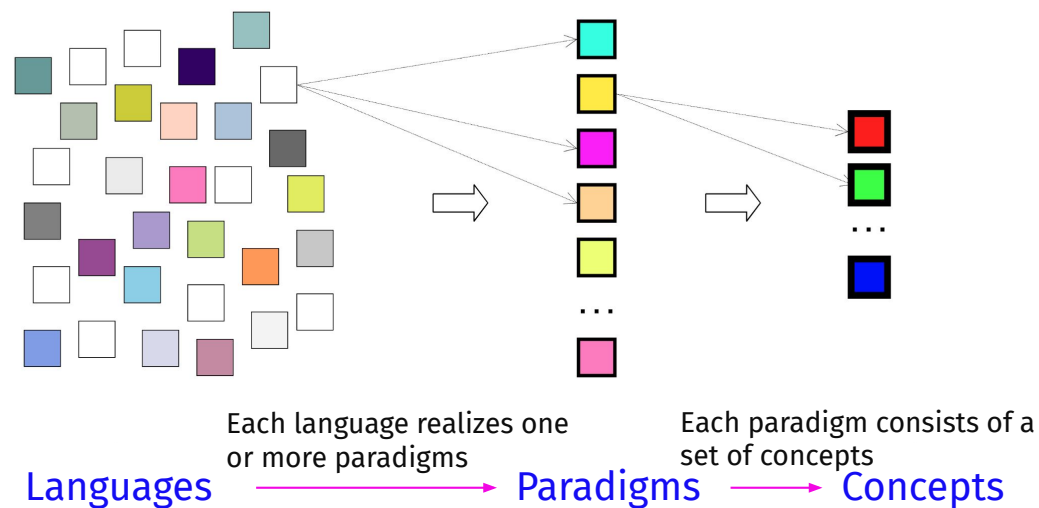 ...
...
Each language realizes one
or more paradigms
Each paradigm consists of a
set of concepts
Languages
Paradigms
Concepts